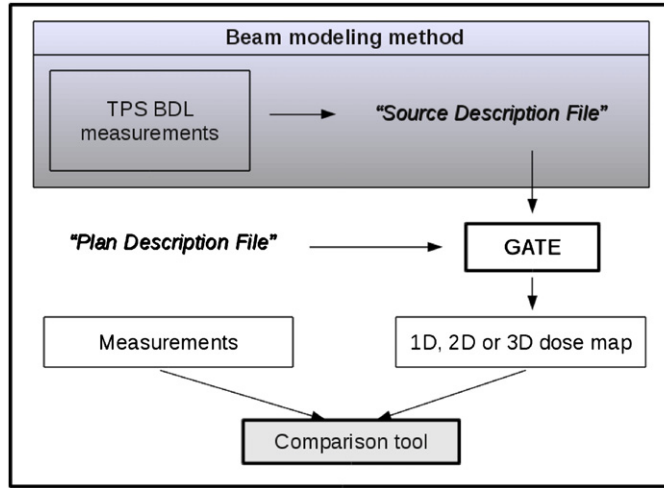 Beam modeling method
TPS BDL
measurements
“Source Description File”
“Plan Description File”
GATE
Measurements
1D, 2D or 3D dose map
Comparison tool